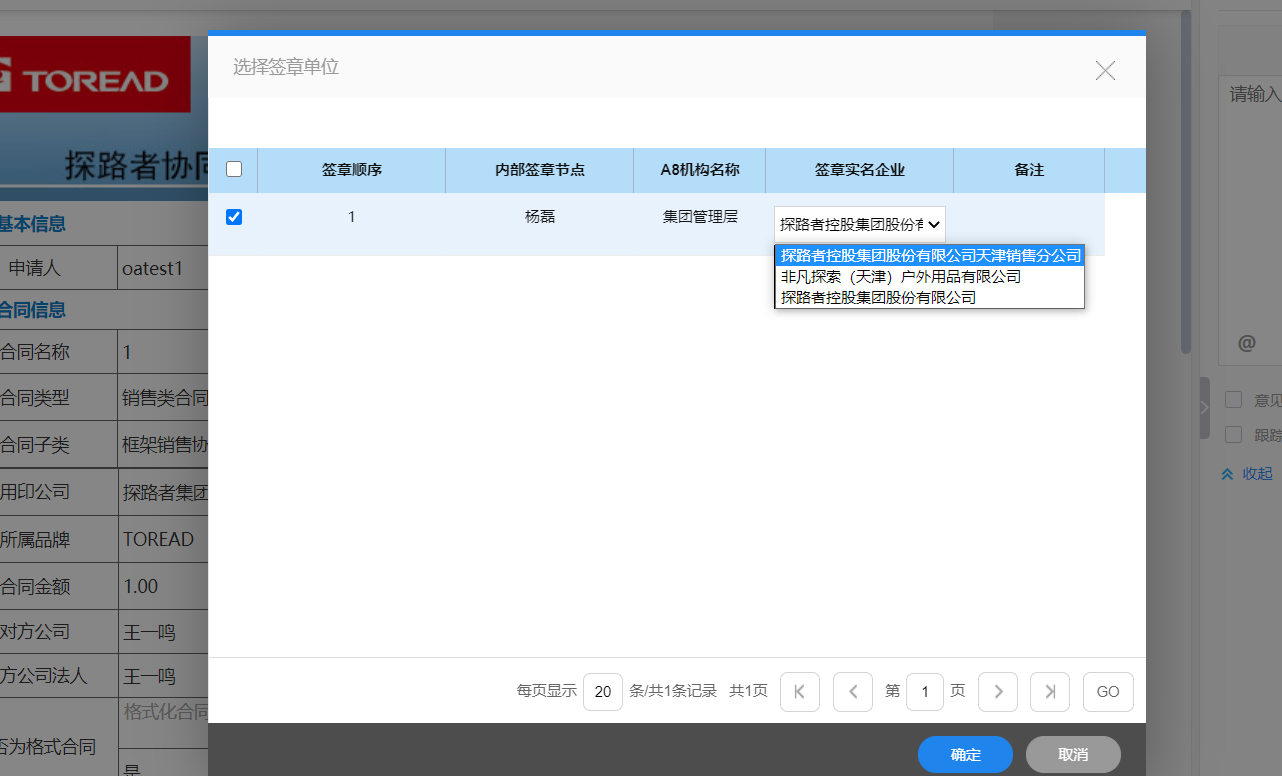 TOREAD
探路者协同
基本信息
申请人 oatest1
合同信息
合同名称 1
合同类型 销售类合同
合同子类 框架销售协
用印公司 探路者集团
所属品牌 TOREAD
合同金额 1.00
对方公司 王一鸣
方公司法人 王一鸣
格式化合同
否为格式合同
是
选择签章单位
签章顺序 内部签章节点 A8机构名称 签章实名企业 备注
1 杨磊 集团管理层 探路者控股集团股份有
探路者控股集团股份有限公司天津销售分公司
非凡探索（天津）户外用品有限公司
探路者控股集团股份有限公司
每页显示 20 条/共1条记录 共1页 第 1 页 GO
确定 取消
请输入
@
意见
跟踪
收起